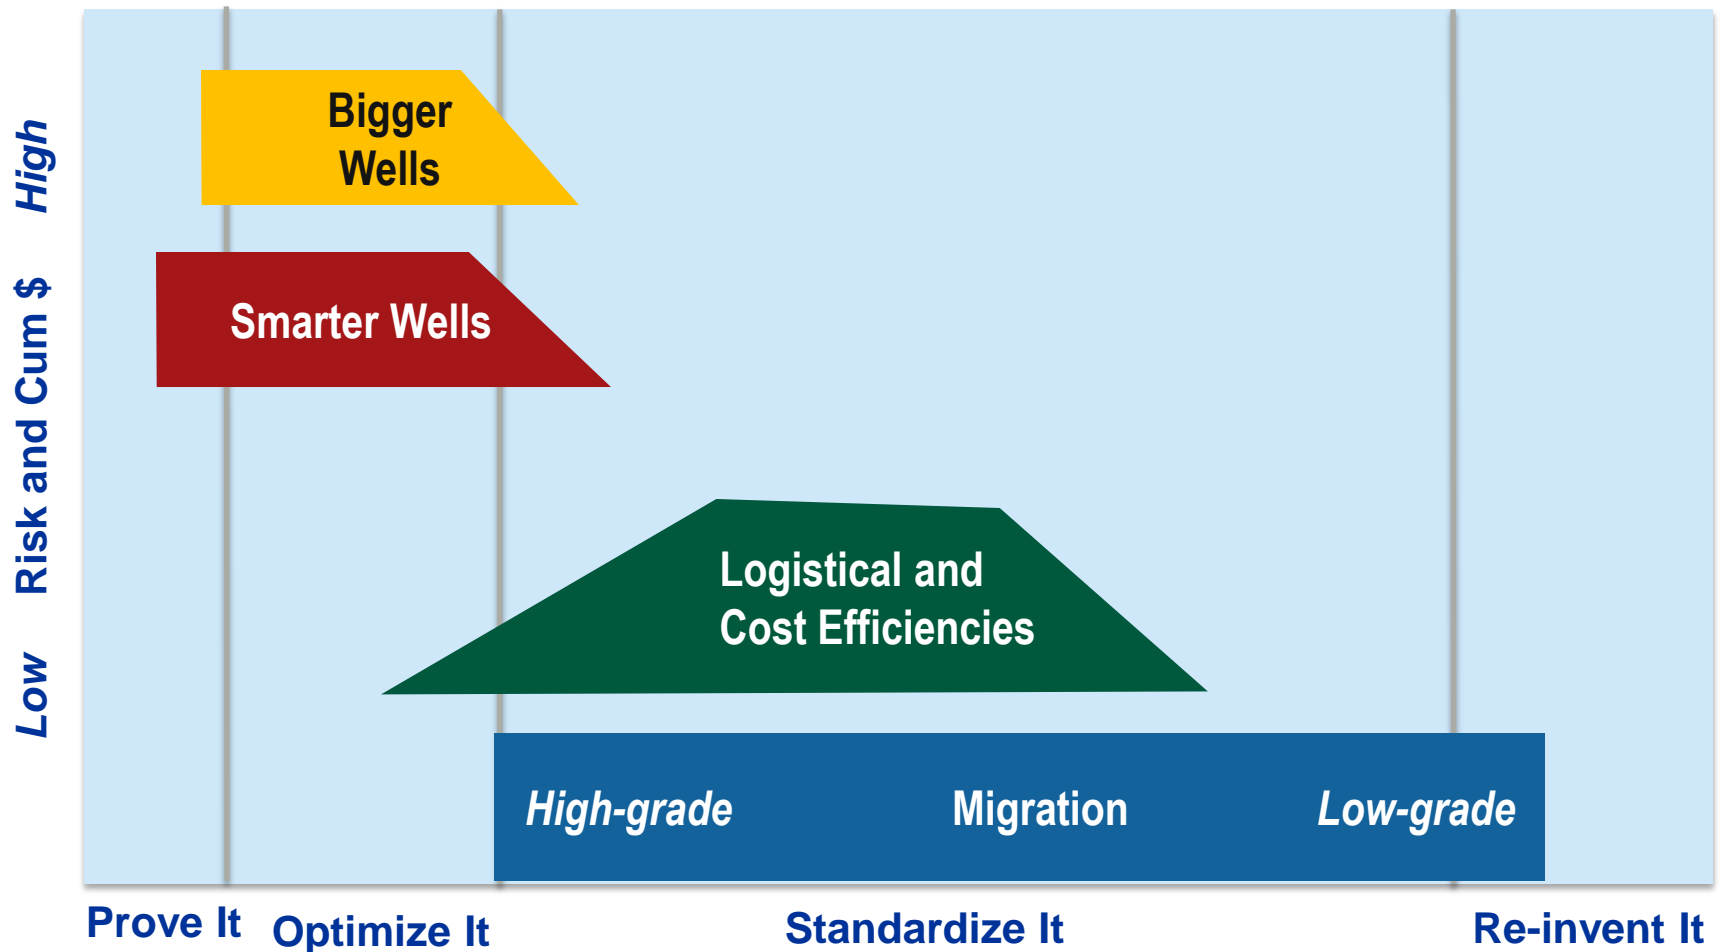 High
Risk and Cum $
Low
Bigger
Wells
Smarter Wells
Logistical and
Cost Efficiencies
High-grade Migration Low-grade
Prove It Optimize It Standardize It Re-invent It